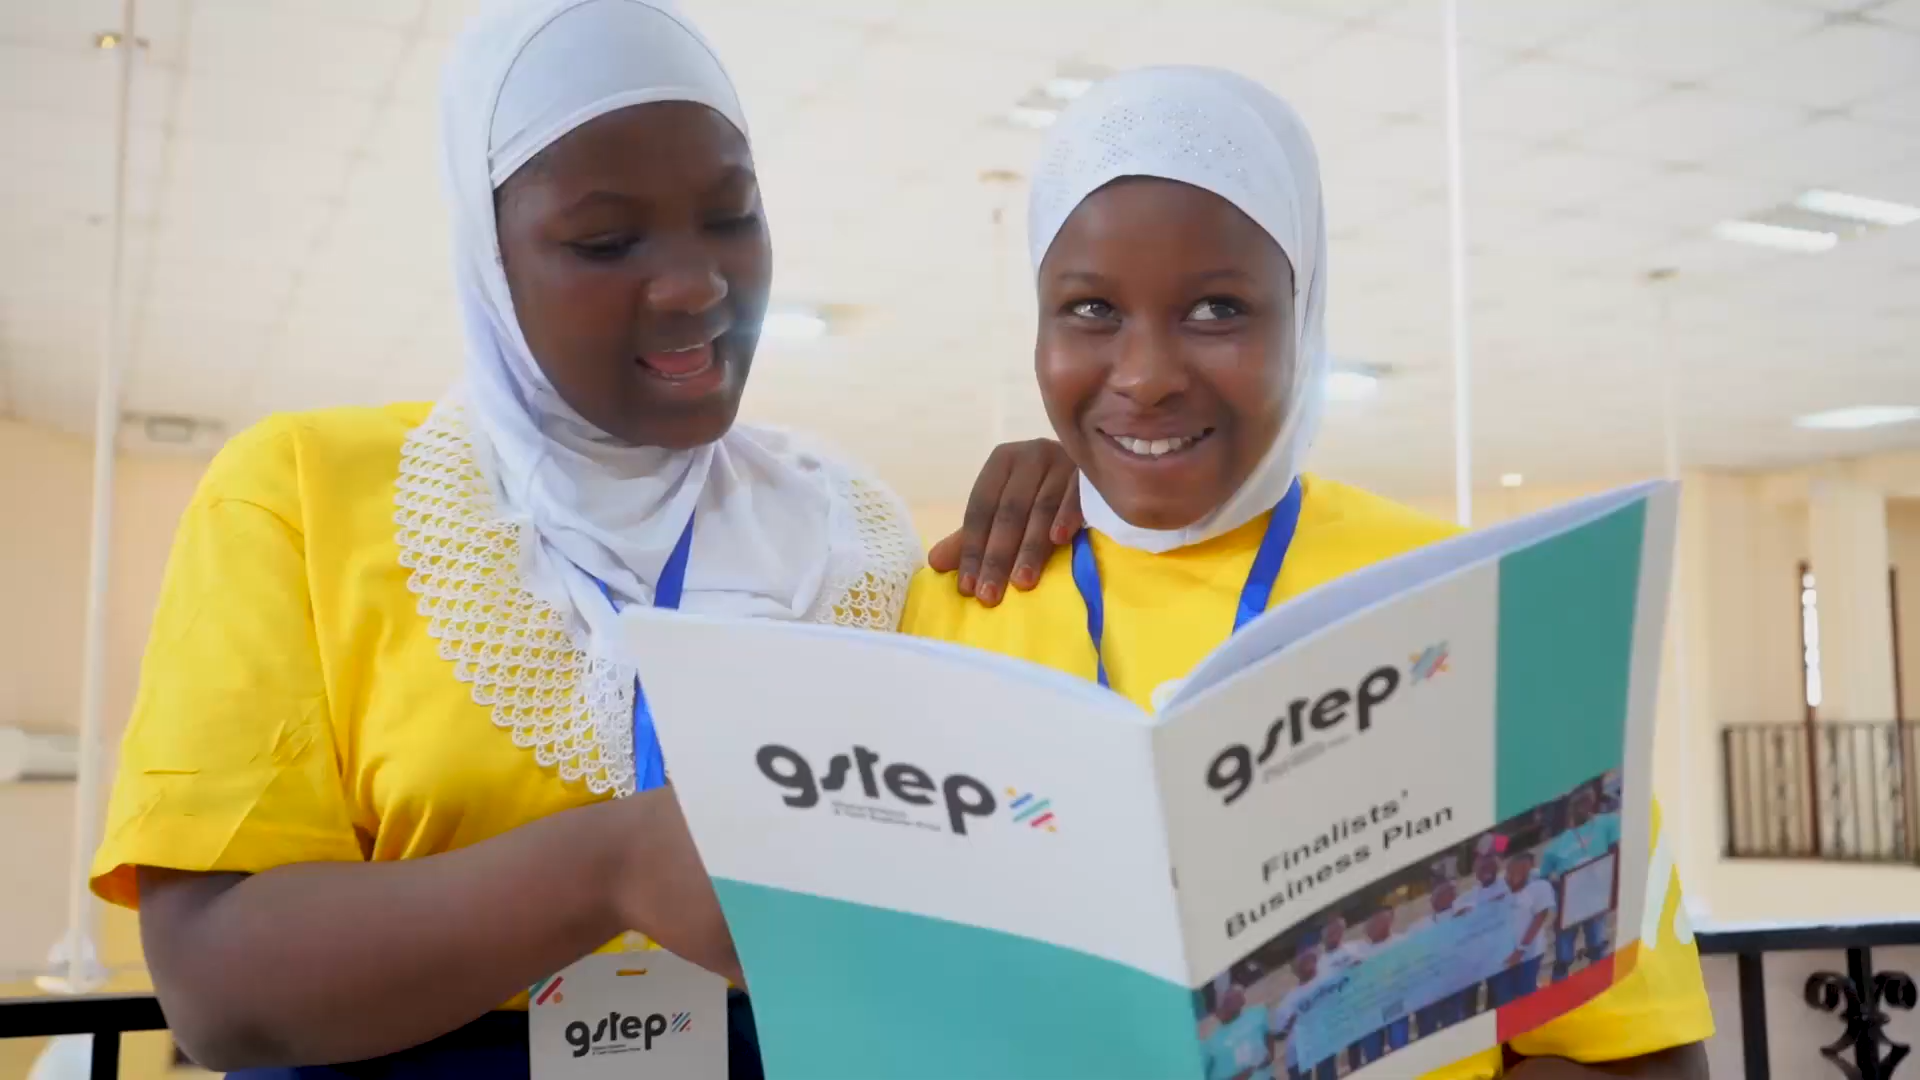 gstep
gstep
Finalists'
Business Plan
gstep
gstep